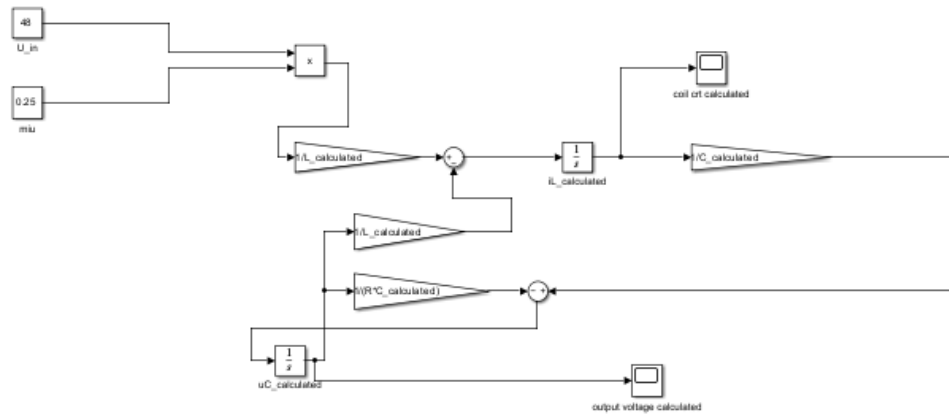 48
U_in
x
0.25
miu
coil crt calculated
1/L_calculated
+
-
1
s
iL_calculated
1/C_calculated
1/L_calculated
1/(R*C_calculated)
- +
1
s
uC_calculated
output voltage calculated